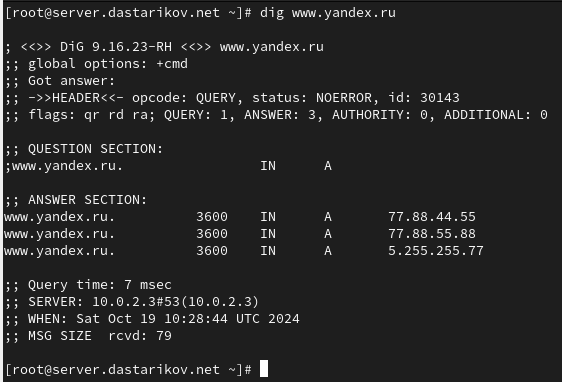 [root@server.dastarikov.net ~]# dig www.yandex.ru
; <<>> DiG 9.16.23-RH <<>> www.yandex.ru
;; global options: +cmd
;; Got answer:
;; ->>HEADER<<- opcode: QUERY, status: NOERROR, id: 30143
;; flags: qr rd ra; QUERY: 1, ANSWER: 3, AUTHORITY: 0, ADDITIONAL: 0
;; QUESTION SECTION:
;www.yandex.ru. IN A
;; ANSWER SECTION:
www.yandex.ru. 3600 IN A 77.88.44.55
www.yandex.ru. 3600 IN A 77.88.55.88
www.yandex.ru. 3600 IN A 5.255.255.77
;; Query time: 7 msec
;; SERVER: 10.0.2.3#53(10.0.2.3)
;; WHEN: Sat Oct 19 10:28:44 UTC 2024
;; MSG SIZE rcvd: 79
[root@server.dastarikov.net ~]#